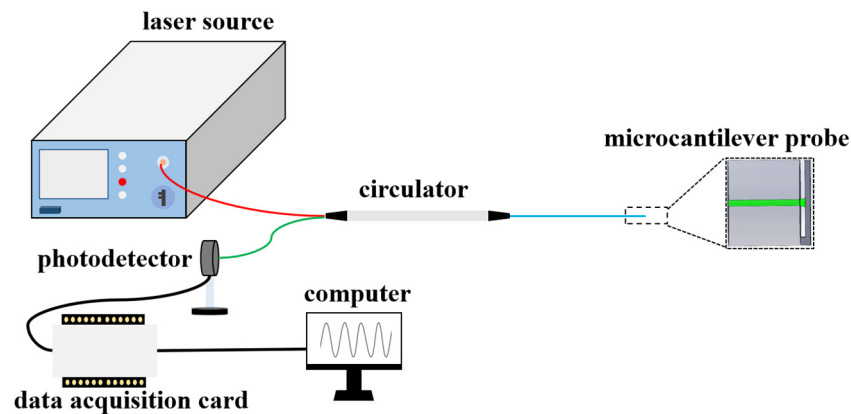 laser source
microcantilever probe
circulator
photodetector
computer
data acquisition card